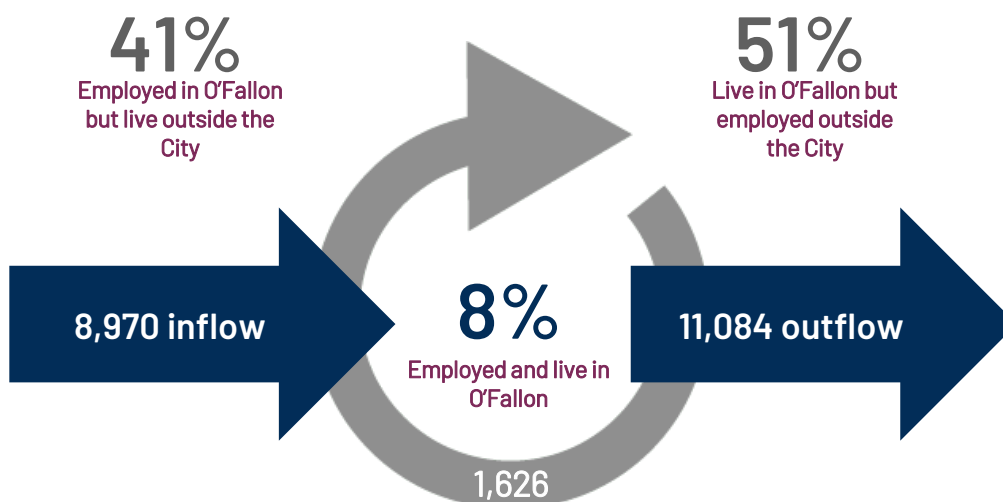 41%
Employed in O'Fallon
but live outside the
City
51%
Live in O'Fallon but
employed outside
the City
8,970 inflow
8%
Employed and live in
O'Fallon
11,084 outflow
1,626